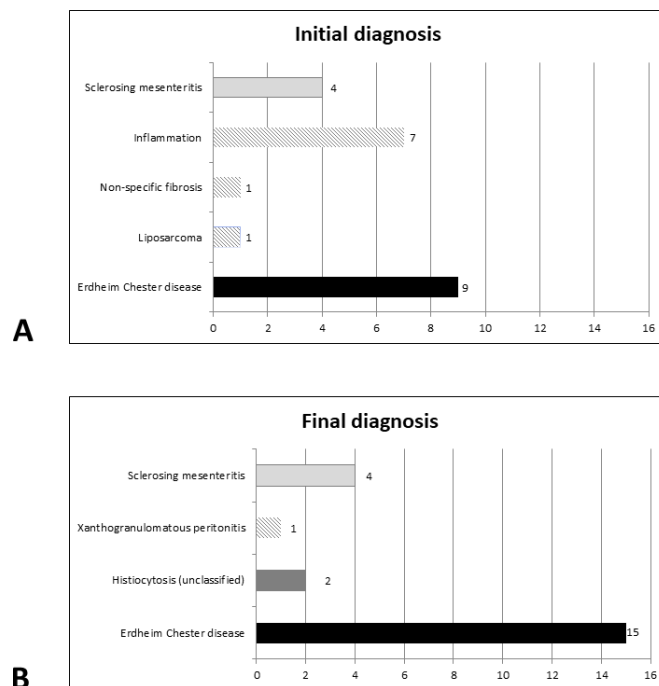 Initial diagnosis
Sclerosing mesenteritis 4
Inflammation 7
Non-specific fibrosis 1
Liposarcoma 1
Erdheim Chester disease 9
0 2 4 6 8 10 12 14 16
A
Final diagnosis
Sclerosing mesenteritis 4
Xanthogranulomatous peritonitis 1
Histiocytosis (unclassified) 2
Erdheim Chester disease 15
0 2 4 6 8 10 12 14 16
B